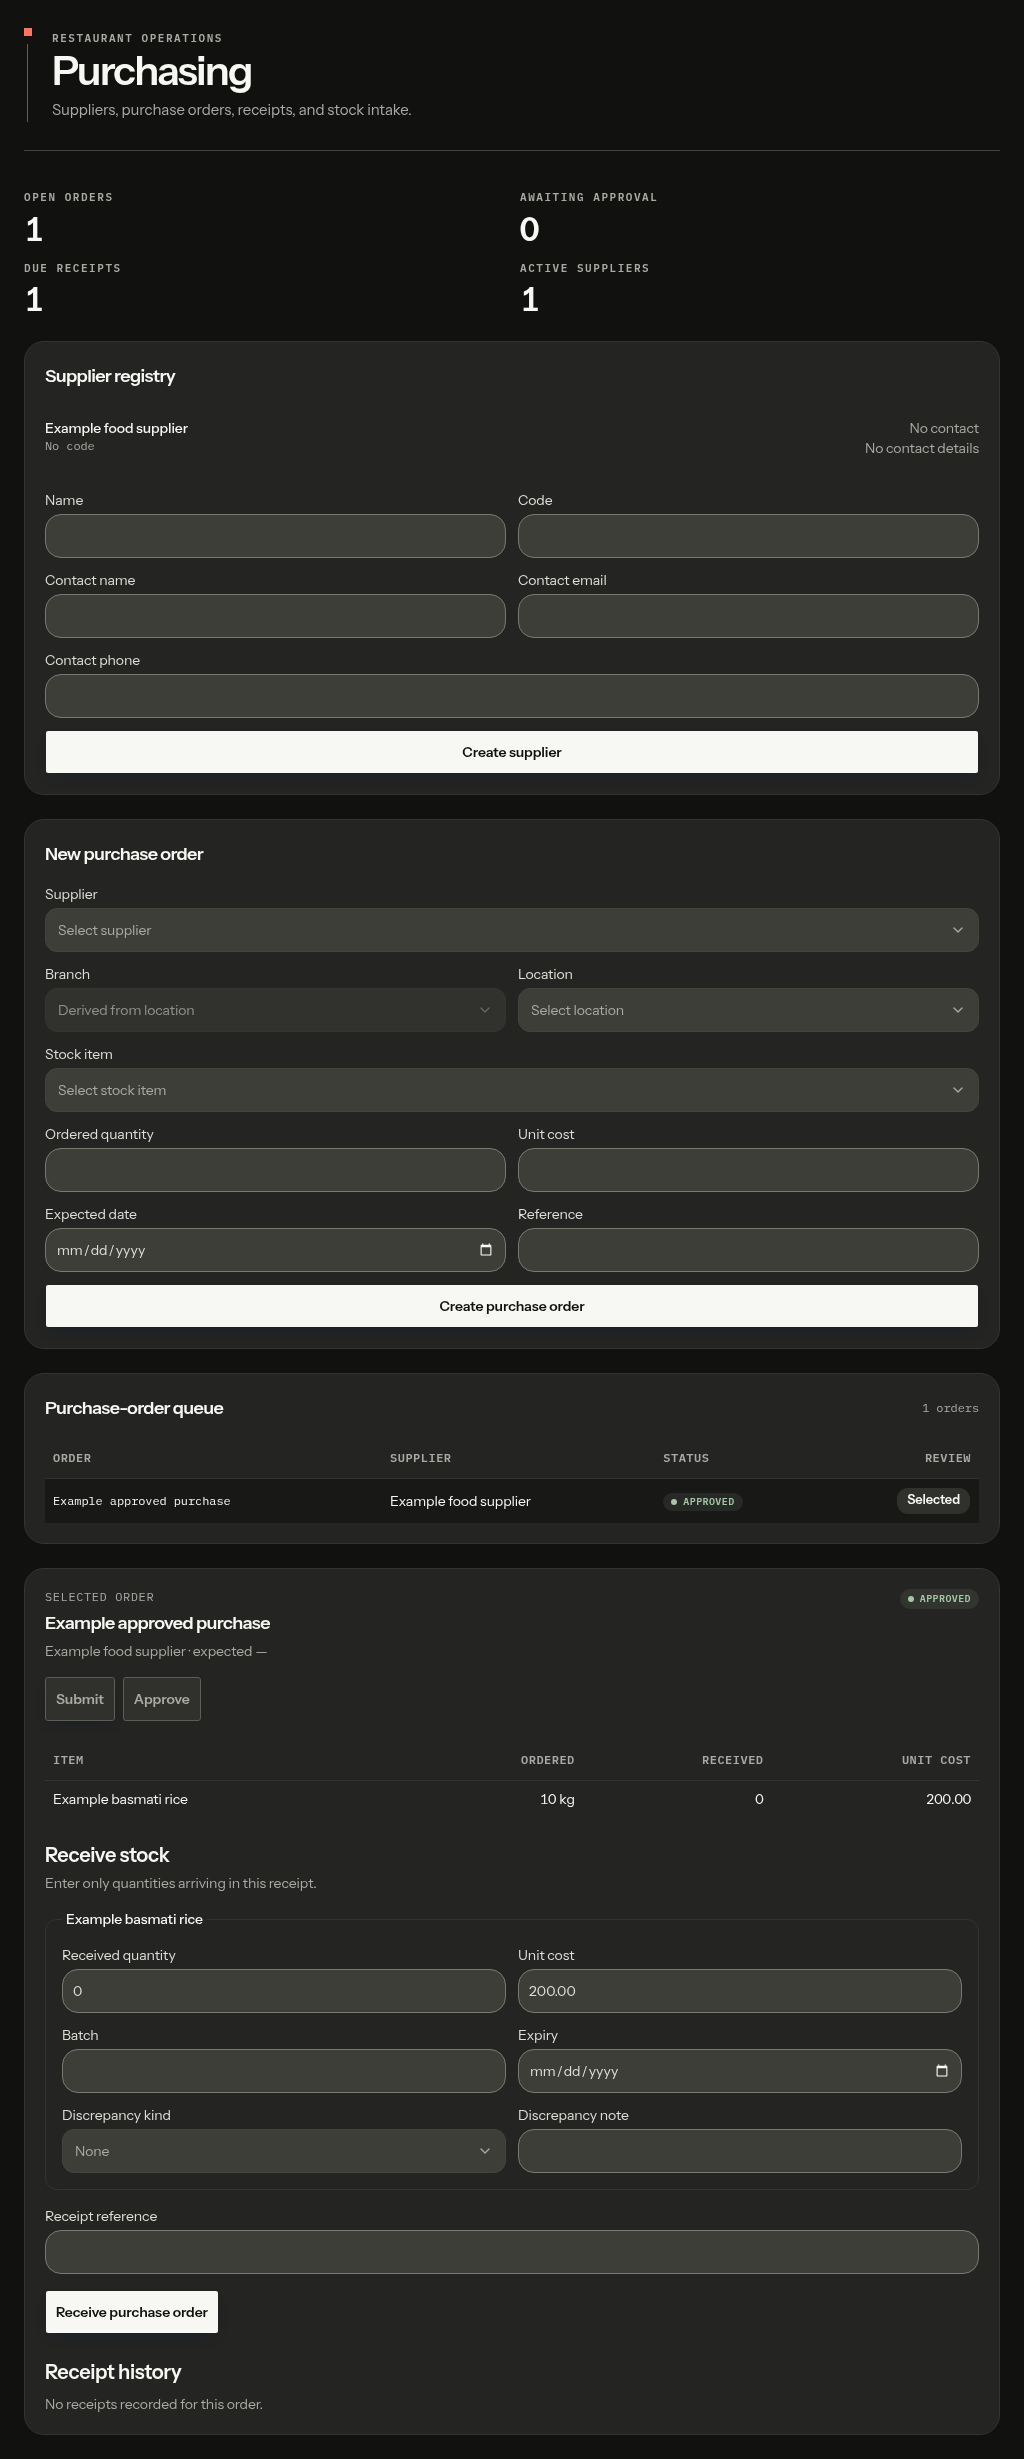 RESTAURANT OPERATIONS
Purchasing
Suppliers, purchase orders, receipts, and stock intake.
OPEN ORDERS
1
AWAITING APPROVAL
0
DUE RECEIPTS
1
ACTIVE SUPPLIERS
1
Supplier registry
Example food supplier
No code
No contact
No contact details
Name
Code
Contact name
Contact email
Contact phone
Create supplier
New purchase order
Supplier
Select supplier
Branch
Location
Derived from location
Select location
Stock item
Select stock item
Ordered quantity
Unit cost
Expected date
Reference
mm/dd/yyyy
Create purchase order
Purchase-order queue
1 orders
ORDER SUPPLIER STATUS REVIEW
Example approved purchase Example food supplier APPROVED Selected
SELECTED ORDER
APPROVED
Example approved purchase
Example food supplier · expected —
Submit
Approve
ITEM ORDERED RECEIVED UNIT COST
Example basmati rice 10 kg 0 200.00
Receive stock
Enter only quantities arriving in this receipt.
Example basmati rice
Received quantity
Unit cost
0
200.00
Batch
Expiry
mm/dd/yyyy
Discrepancy kind
Discrepancy note
None
Receipt reference
Receive purchase order
Receipt history
No receipts recorded for this order.